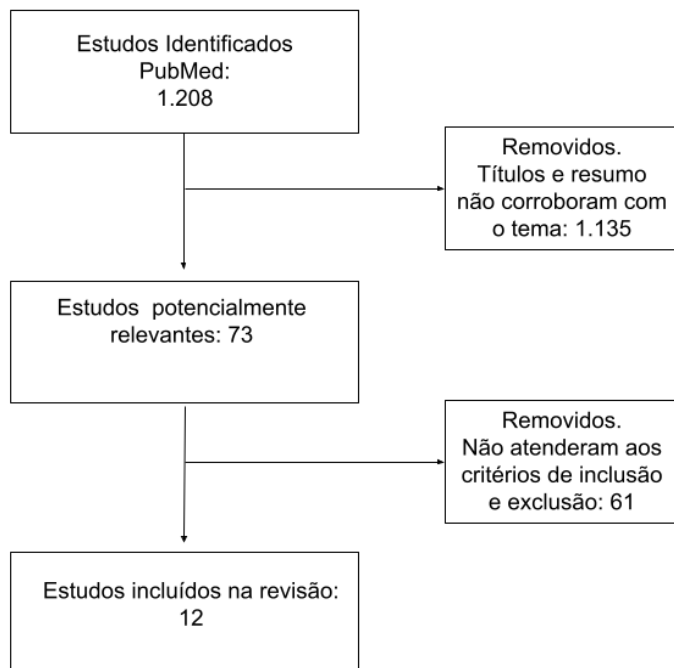 Estudos Identificados
PubMed:
1.208
Removidos.
Títulos e resumo
não corroboram com
o tema: 1.135
Estudos potencialmente
relevantes: 73
Removidos.
Não atenderam aos
critérios de inclusão
e exclusão: 61
Estudos incluídos na revisão:
12